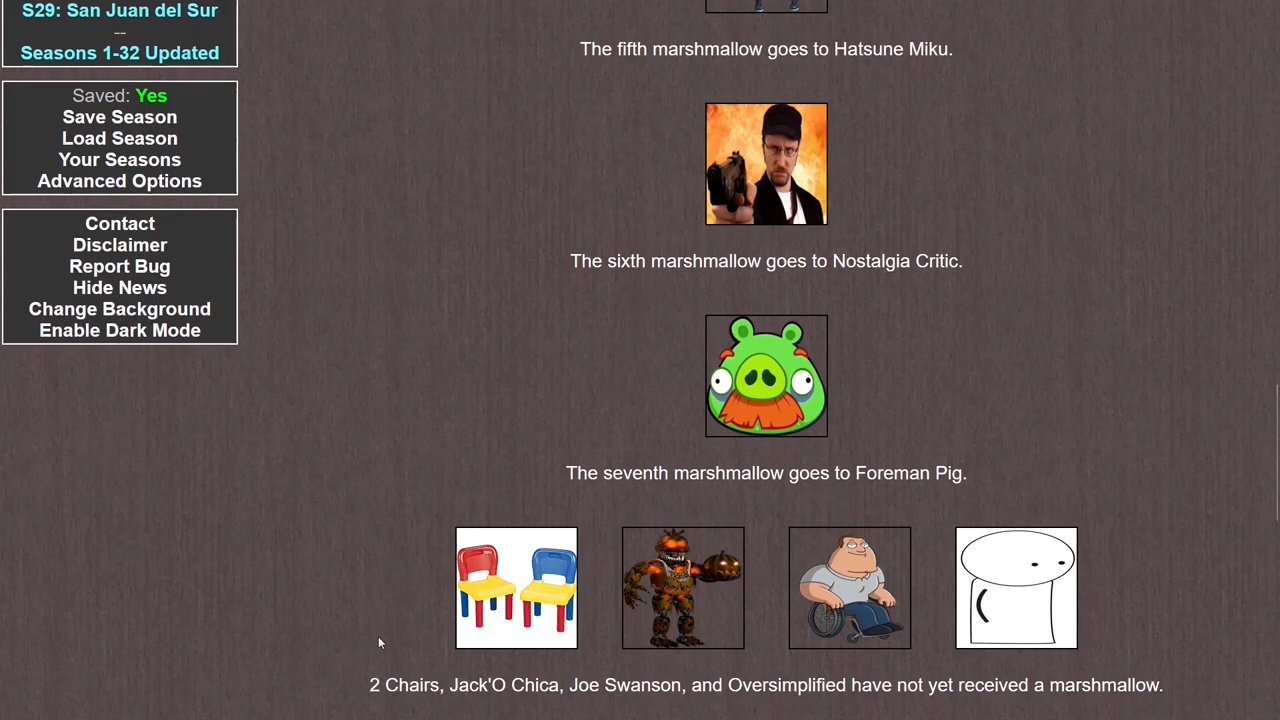 S29: San Juan del Sur
--
Seasons 1-32 Updated
Saved: Yes
Save Season
Load Season
Your Seasons
Advanced Options
Contact
Disclaimer
Report Bug
Hide News
Change Background
Enable Dark Mode
The fifth marshmallow goes to Hatsune Miku.
The sixth marshmallow goes to Nostalgia Critic.
The seventh marshmallow goes to Foreman Pig.
2 Chairs, Jack'O Chica, Joe Swanson, and Oversimplified have not yet received a marshmallow.